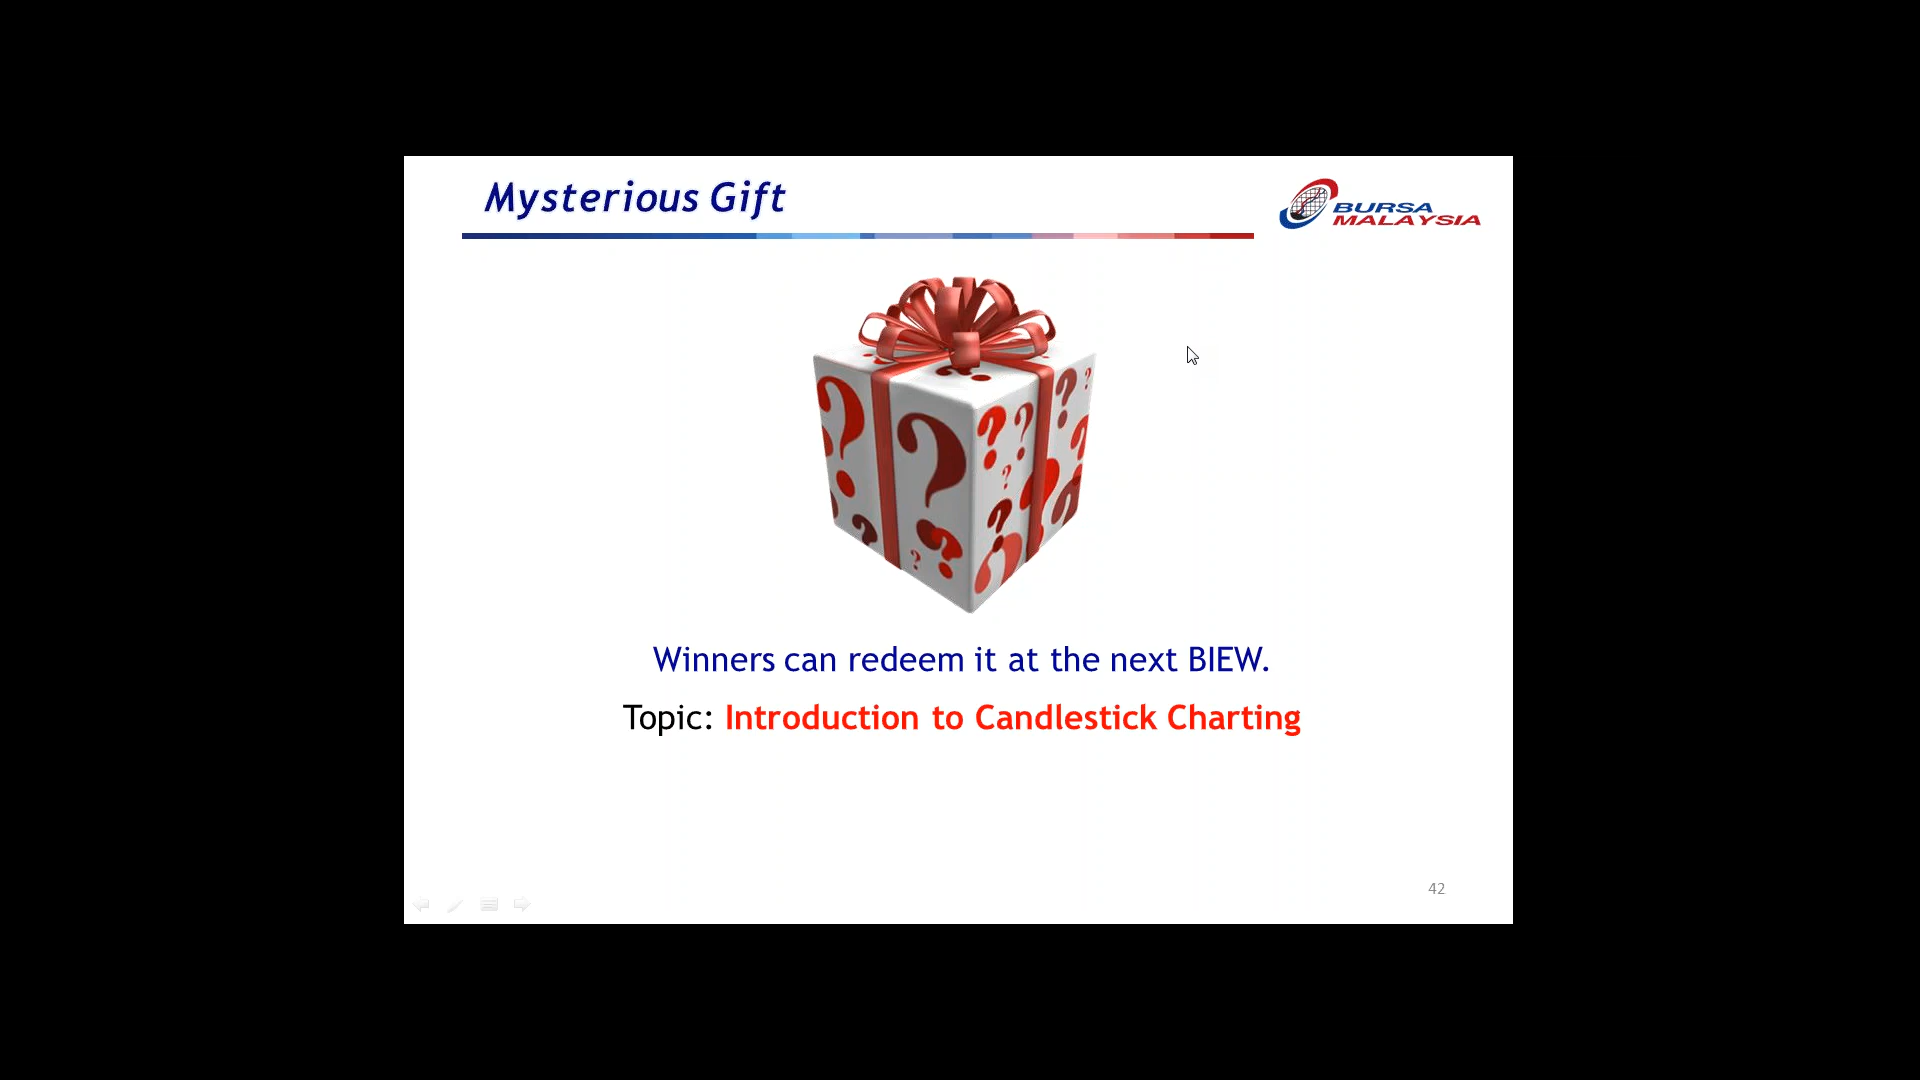 Mysterious Gift
BURSA
MALAYSIA
Winners can redeem it at the next BIEW.
Topic: Introduction to Candlestick Charting
42